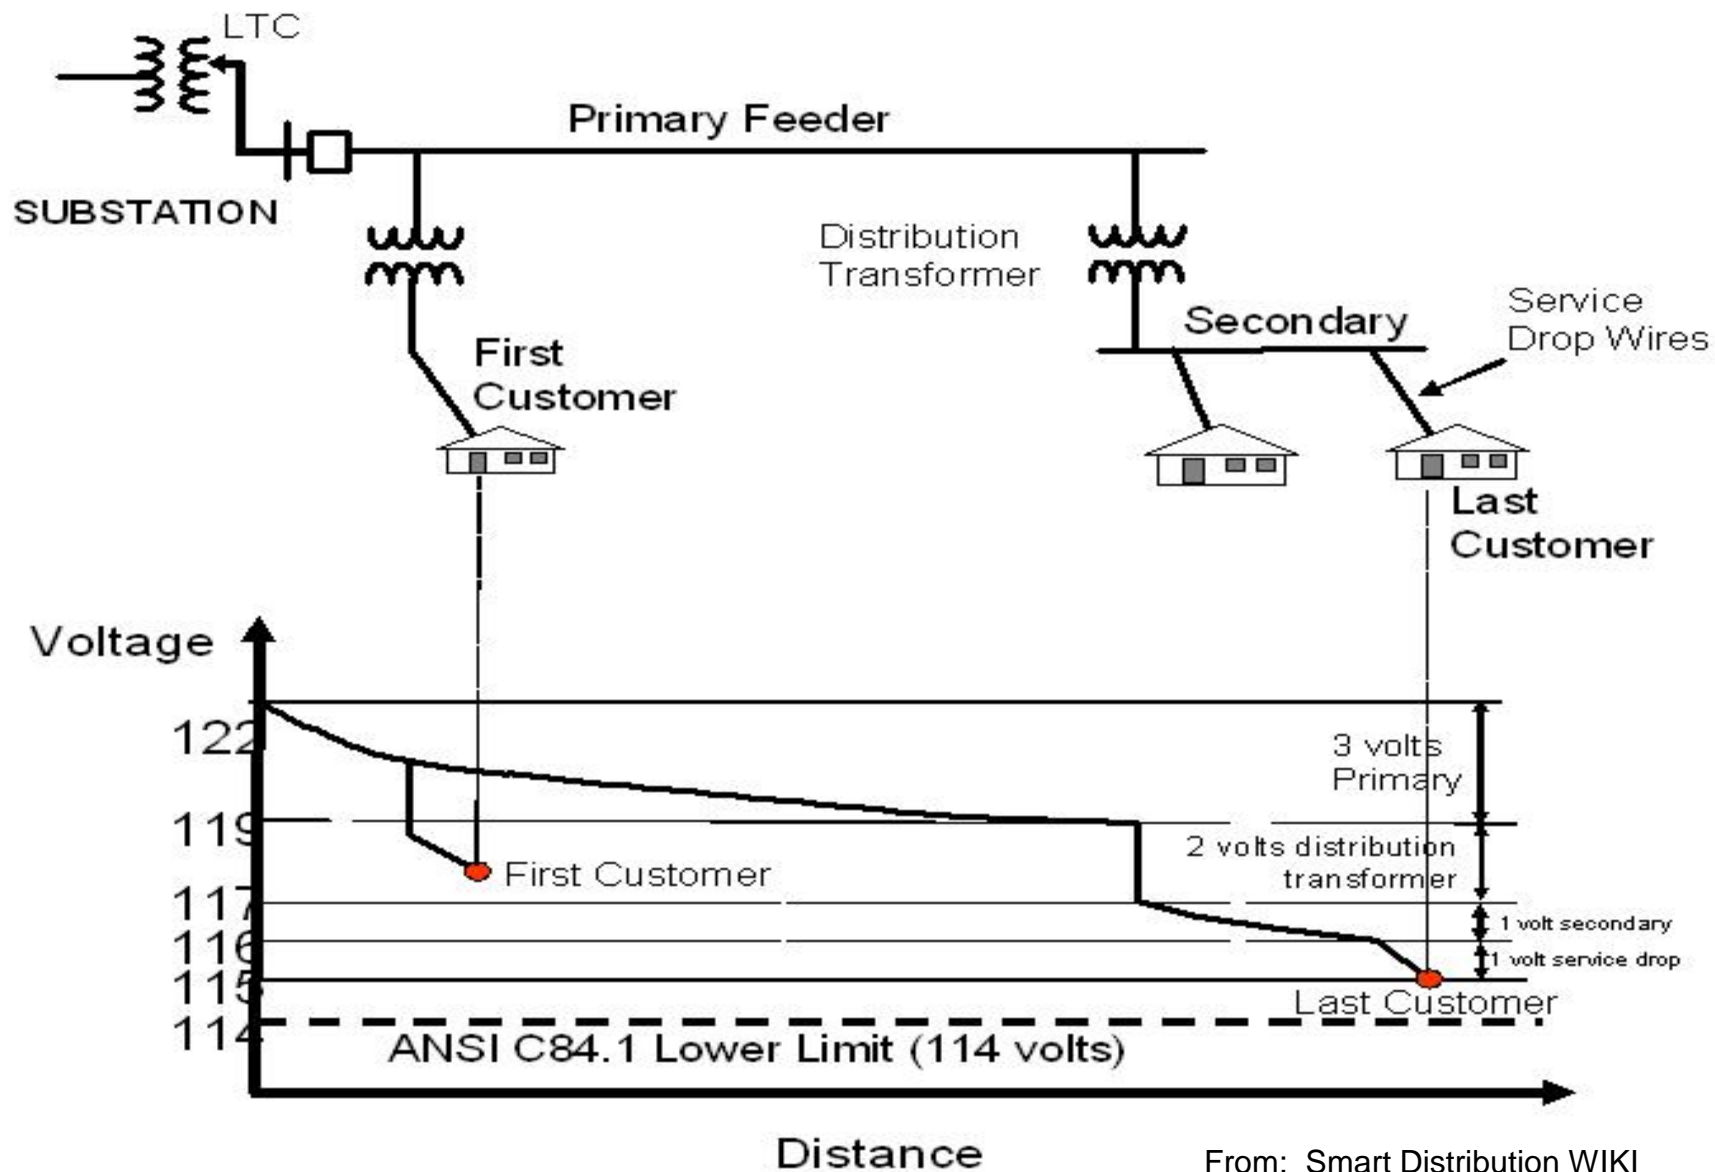 LTC
Primary Feeder
SUBSTATION
Distribution
Transformer
Secondary
Service
Drop Wires
First
Customer
Last
Customer
Voltage
122
3 volts
Primary
119
2 volts distribution
transformer
First Customer
117
1 volt secondary
116
1 volt service drop
115
Last Customer
114
ANSI C84.1 Lower Limit (114 volts)
Distance
From: Smart Distribution WIKI